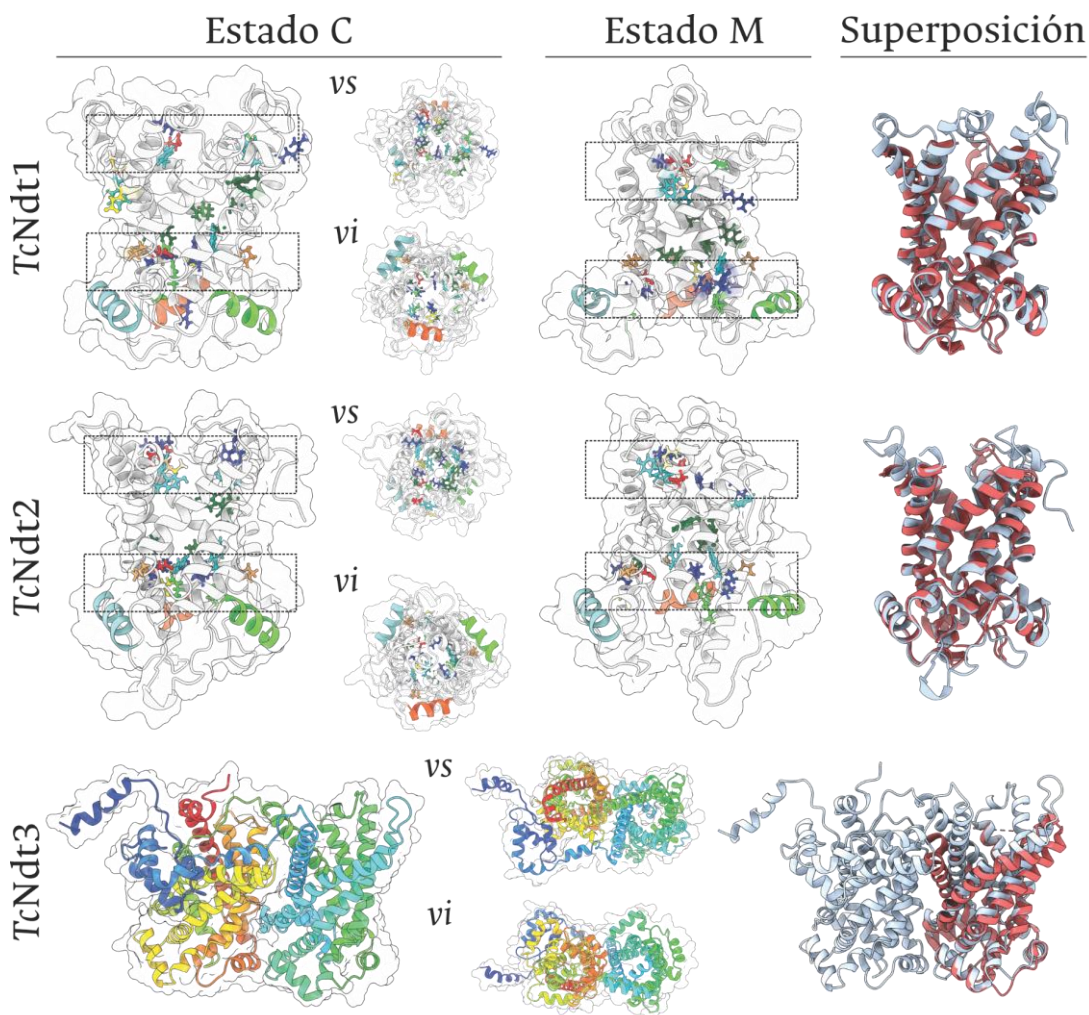 Estado C
Estado M
Superposición
TcNdt1
vs
vi
TcNdt2
vs
vi
TcNdt3
vs
vi